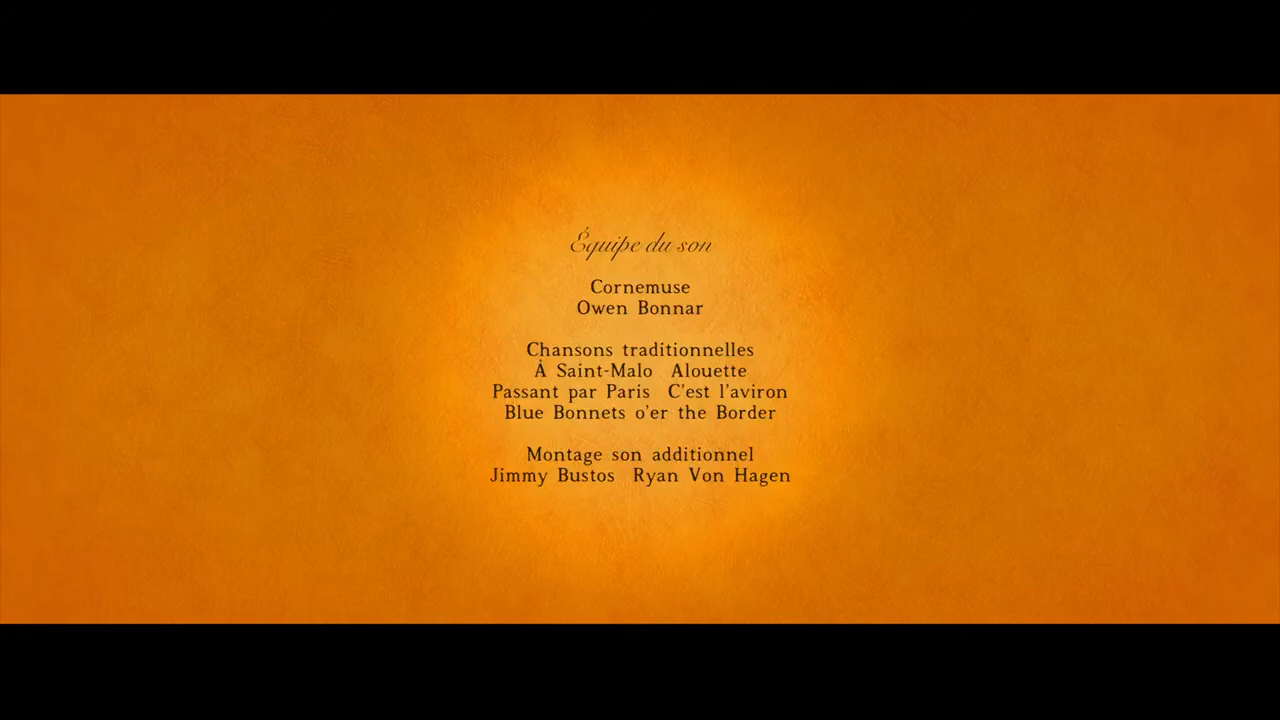 Équipe du son
Cornemuse
Owen Bonnar
Chansons traditionnelles
À Saint-Malo Alouette
Passant par Paris C'est l'aviron
Blue Bonnets o'er the Border
Montage son additionnel
Jimmy Bustos Ryan Von Hagen